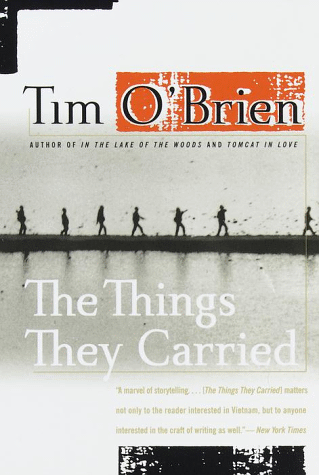 Tim O'Brien
AUTHOR OF IN THE LAKE OF THE WOODS AND TOMCAT IN LOVE
The Things
They Carried
"A marvel of storytelling. . . . [The Things They Carried] matters
not only to the reader interested in Vietnam, but to anyone
interested in the craft of writing as well."—New York Times